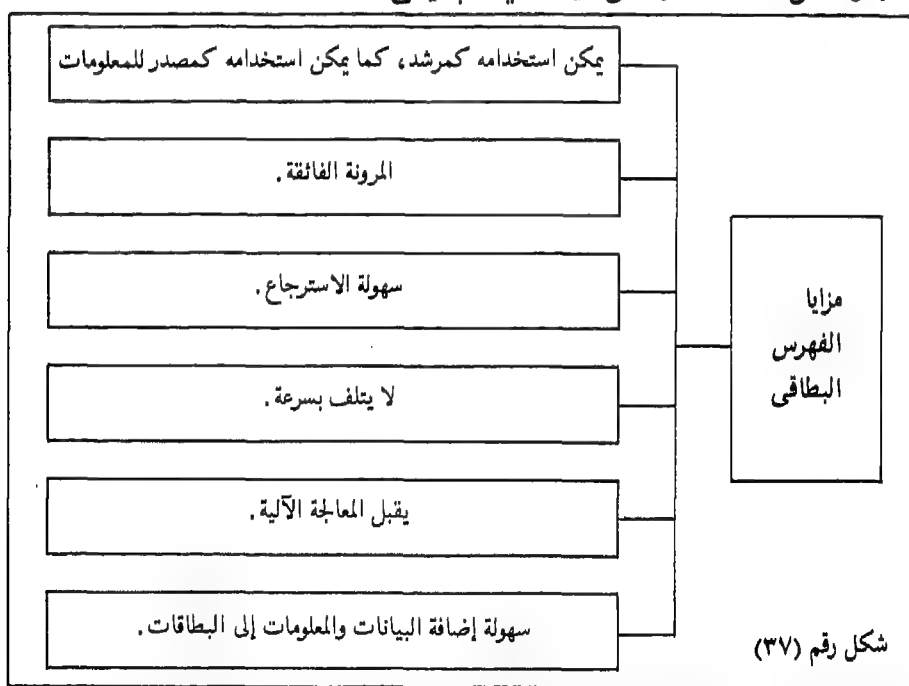 يمكن استخدامه كمرشد، كما يمكن استخدامه كمصدر للمعلومات
المرونة الفائقة.
سهولة الاسترجاع.
لا يتلف بسرعة.
يقبل المعالجة الآلية.
سهولة إضافة البيانات والمعلومات إلى البطاقات.
مزايا
الفهرس
البطاقى
شكل رقم (٣٧)